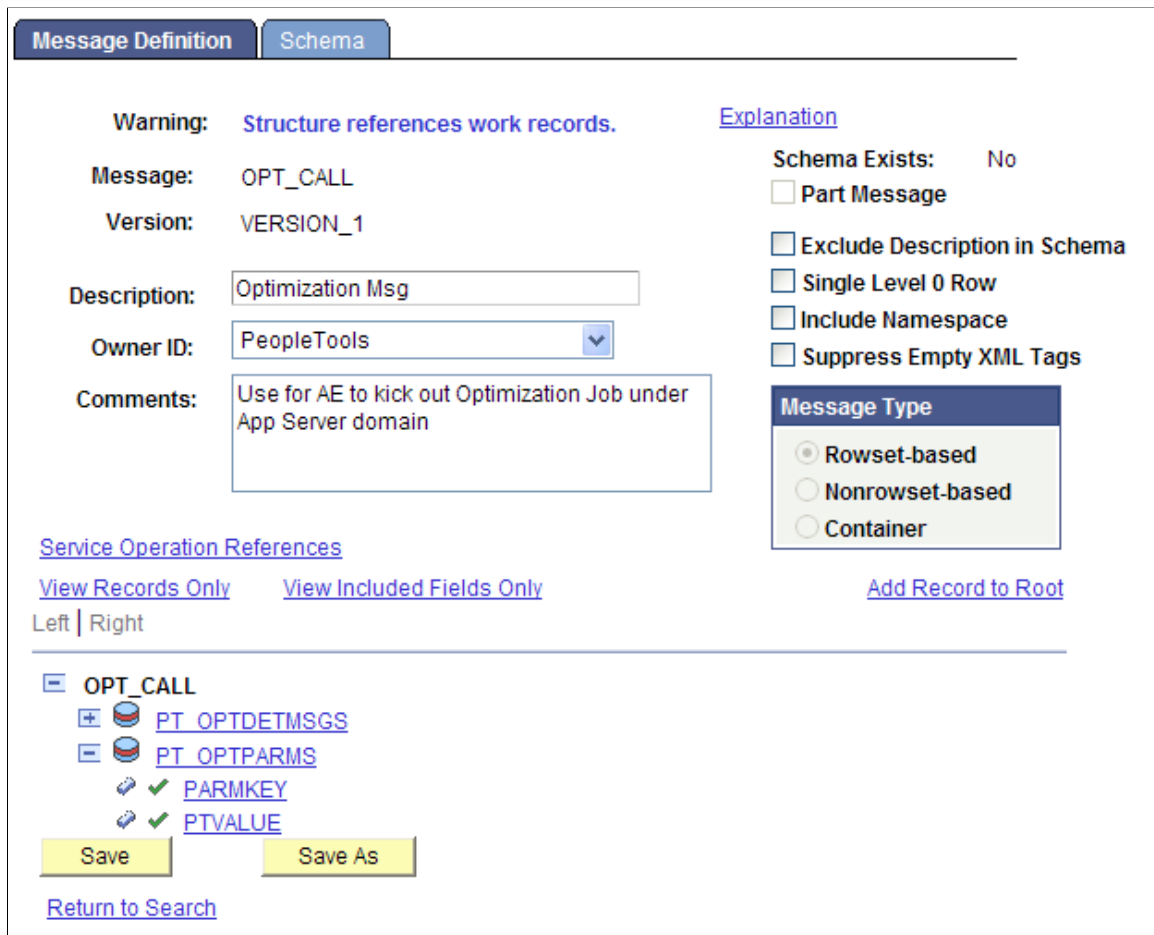 Message Definition
Schema
Warning: Structure references work records.
Explanation
Message: OPT_CALL
Version: VERSION_1
Description: Optimization Msg
Owner ID: PeopleTools
Comments: Use for AE to kick out Optimization Job under
App Server domain
Schema Exists: No
Part Message
Exclude Description in Schema
Single Level 0 Row
Include Namespace
Suppress Empty XML Tags
Message Type
Rowset-based
Nonrowset-based
Container
Service Operation References
View Records Only View Included Fields Only Add Record to Root
Left | Right
OPT_CALL
PT_OPTDETMSGS
PT_OPTPARMS
PARMKEY
PTVALUE
Save Save As
Return to Search